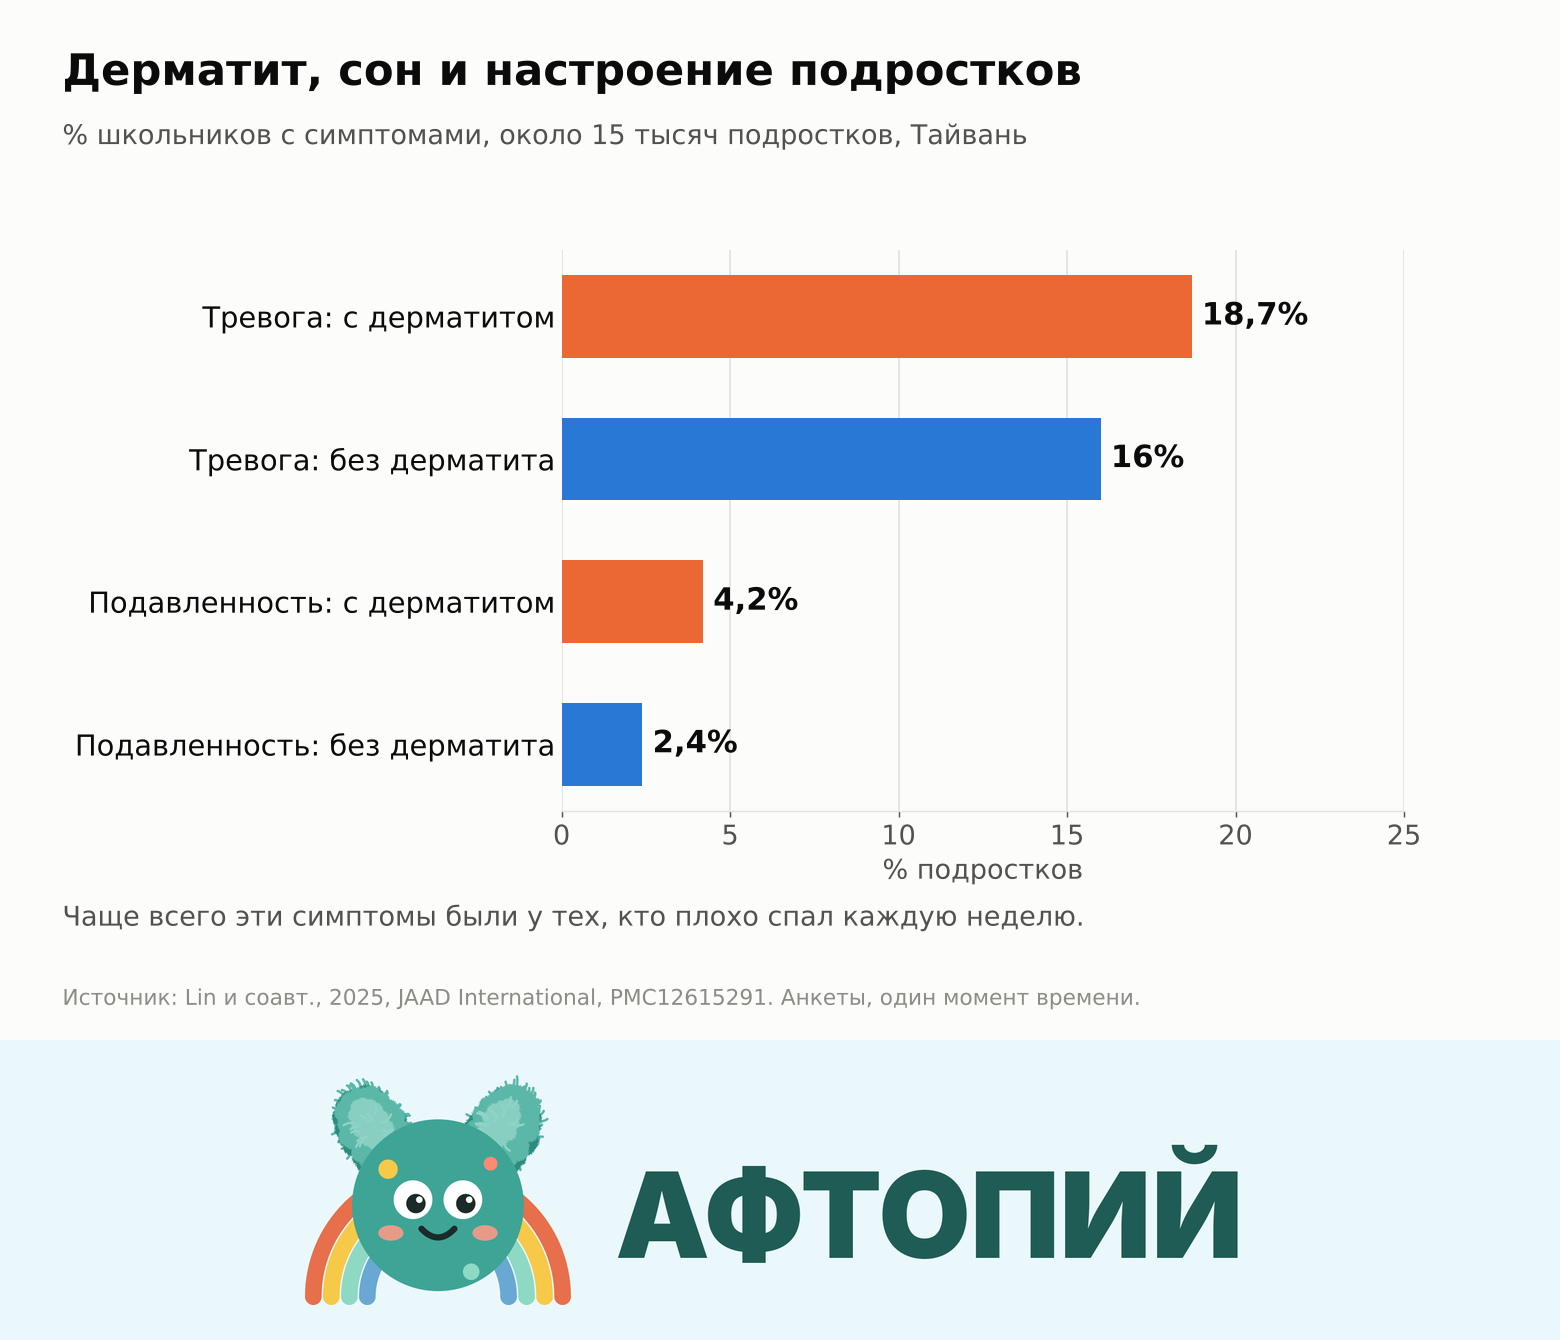 Дерматит, сон и настроение подростков
% школьников с симптомами, около 15 тысяч подростков, Тайвань
Тревога: с дерматитом 18,7%
Тревога: без дерматита 16%
Подавленность: с дерматитом 4,2%
Подавленность: без дерматита 2,4%
0 5 10 15 20 25
% подростков
Чаще всего эти симптомы были у тех, кто плохо спал каждую неделю.
Источник: Lin и соавт., 2025, JAAD International, PMC12615291. Анкеты, один момент времени.
АФТОПИЙ